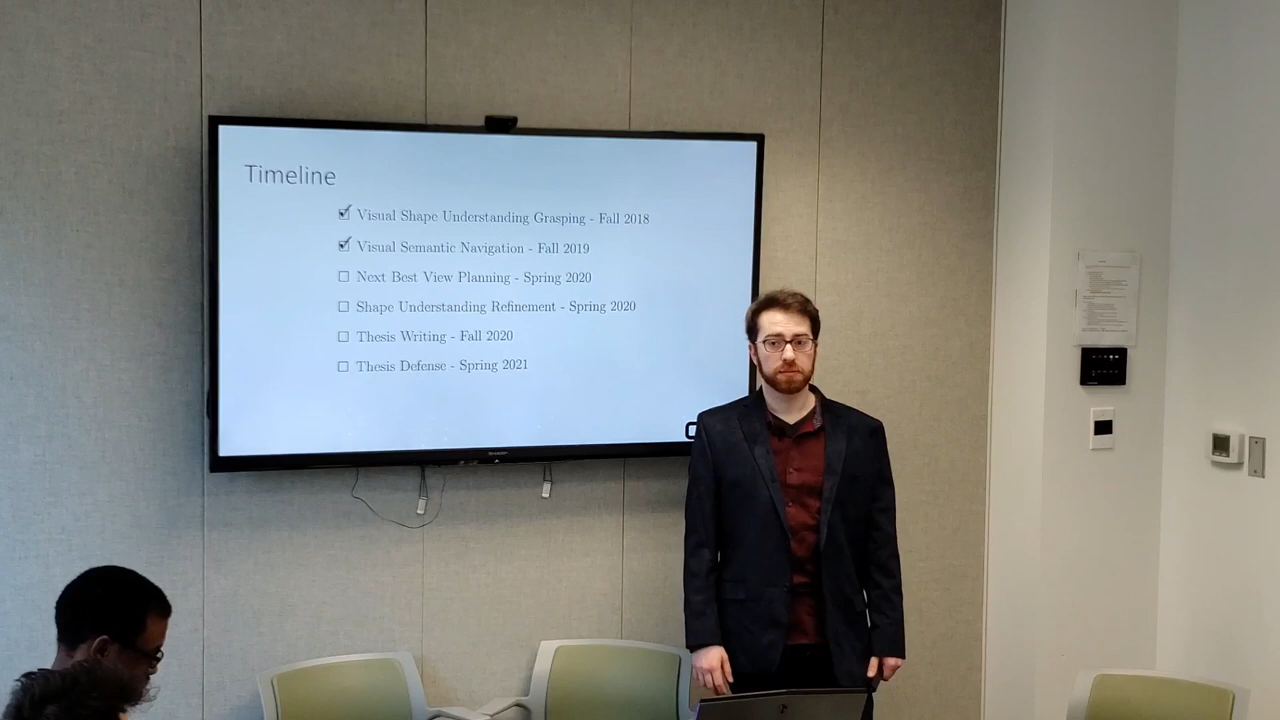 Timeline
Visual Shape Understanding Grasping - Fall 2018
Visual Semantic Navigation - Fall 2019
Next Best View Planning - Spring 2020
Shape Understanding Refinement - Spring 2020
Thesis Writing - Fall 2020
Thesis Defense - Spring 2021
SHARP